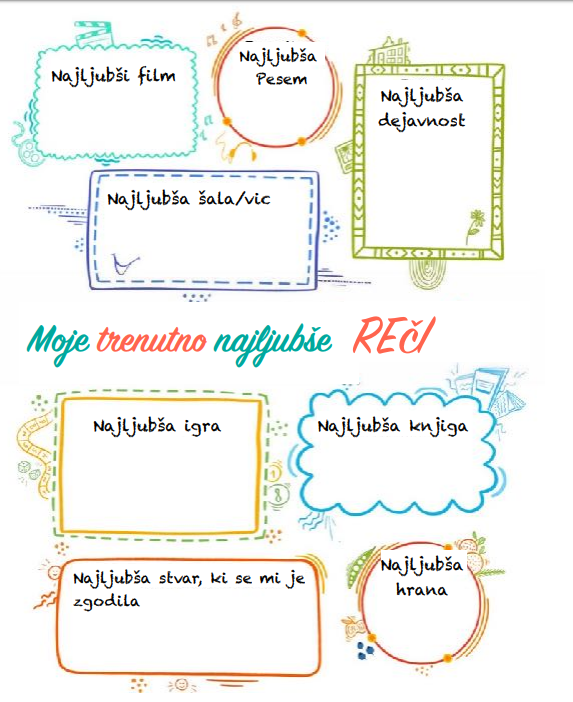 Najljubši film
Najljubša
Pesem
Najljubša
dejavnost
Najljubša šala/vic
Moje trenutno najljubše REČI
Najljubša igra
Najljubša knjiga
Najljubša stvar, ki se mi je
zgodila
Najljubša
hrana